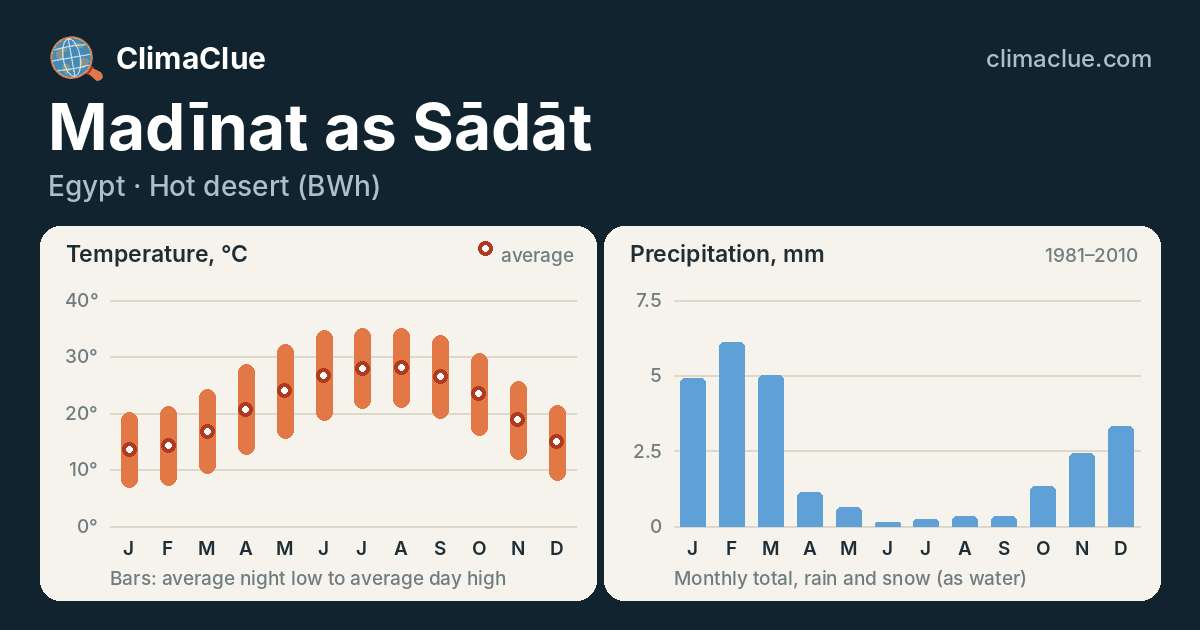 ClimaClue
climaclue.com
Madīnat as Sādāt
Egypt · Hot desert (BWh)
Temperature, °C
average
40°
30°
20°
10°
0°
J F M A M J J A S O N D
Bars: average night low to average day high
Precipitation, mm
1981–2010
7.5
5
2.5
0
J F M A M J J A S O N D
Monthly total, rain and snow (as water)